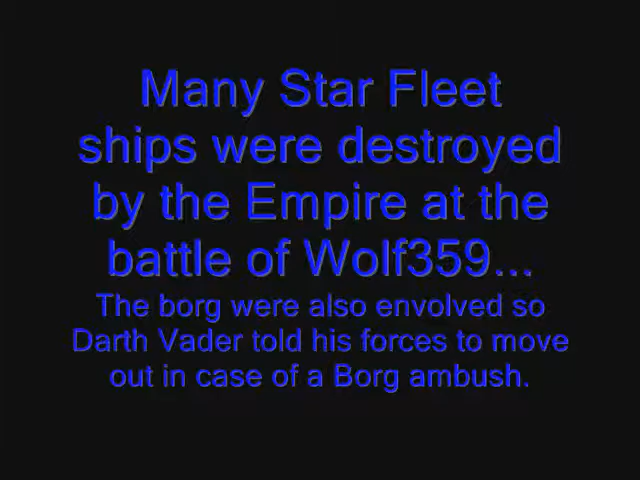 Many Star Fleet
ships were destroyed
by the Empire at the
battle of Wolf359...
The borg were also envolved so
Darth Vader told his forces to move
out in case of a Borg ambush.